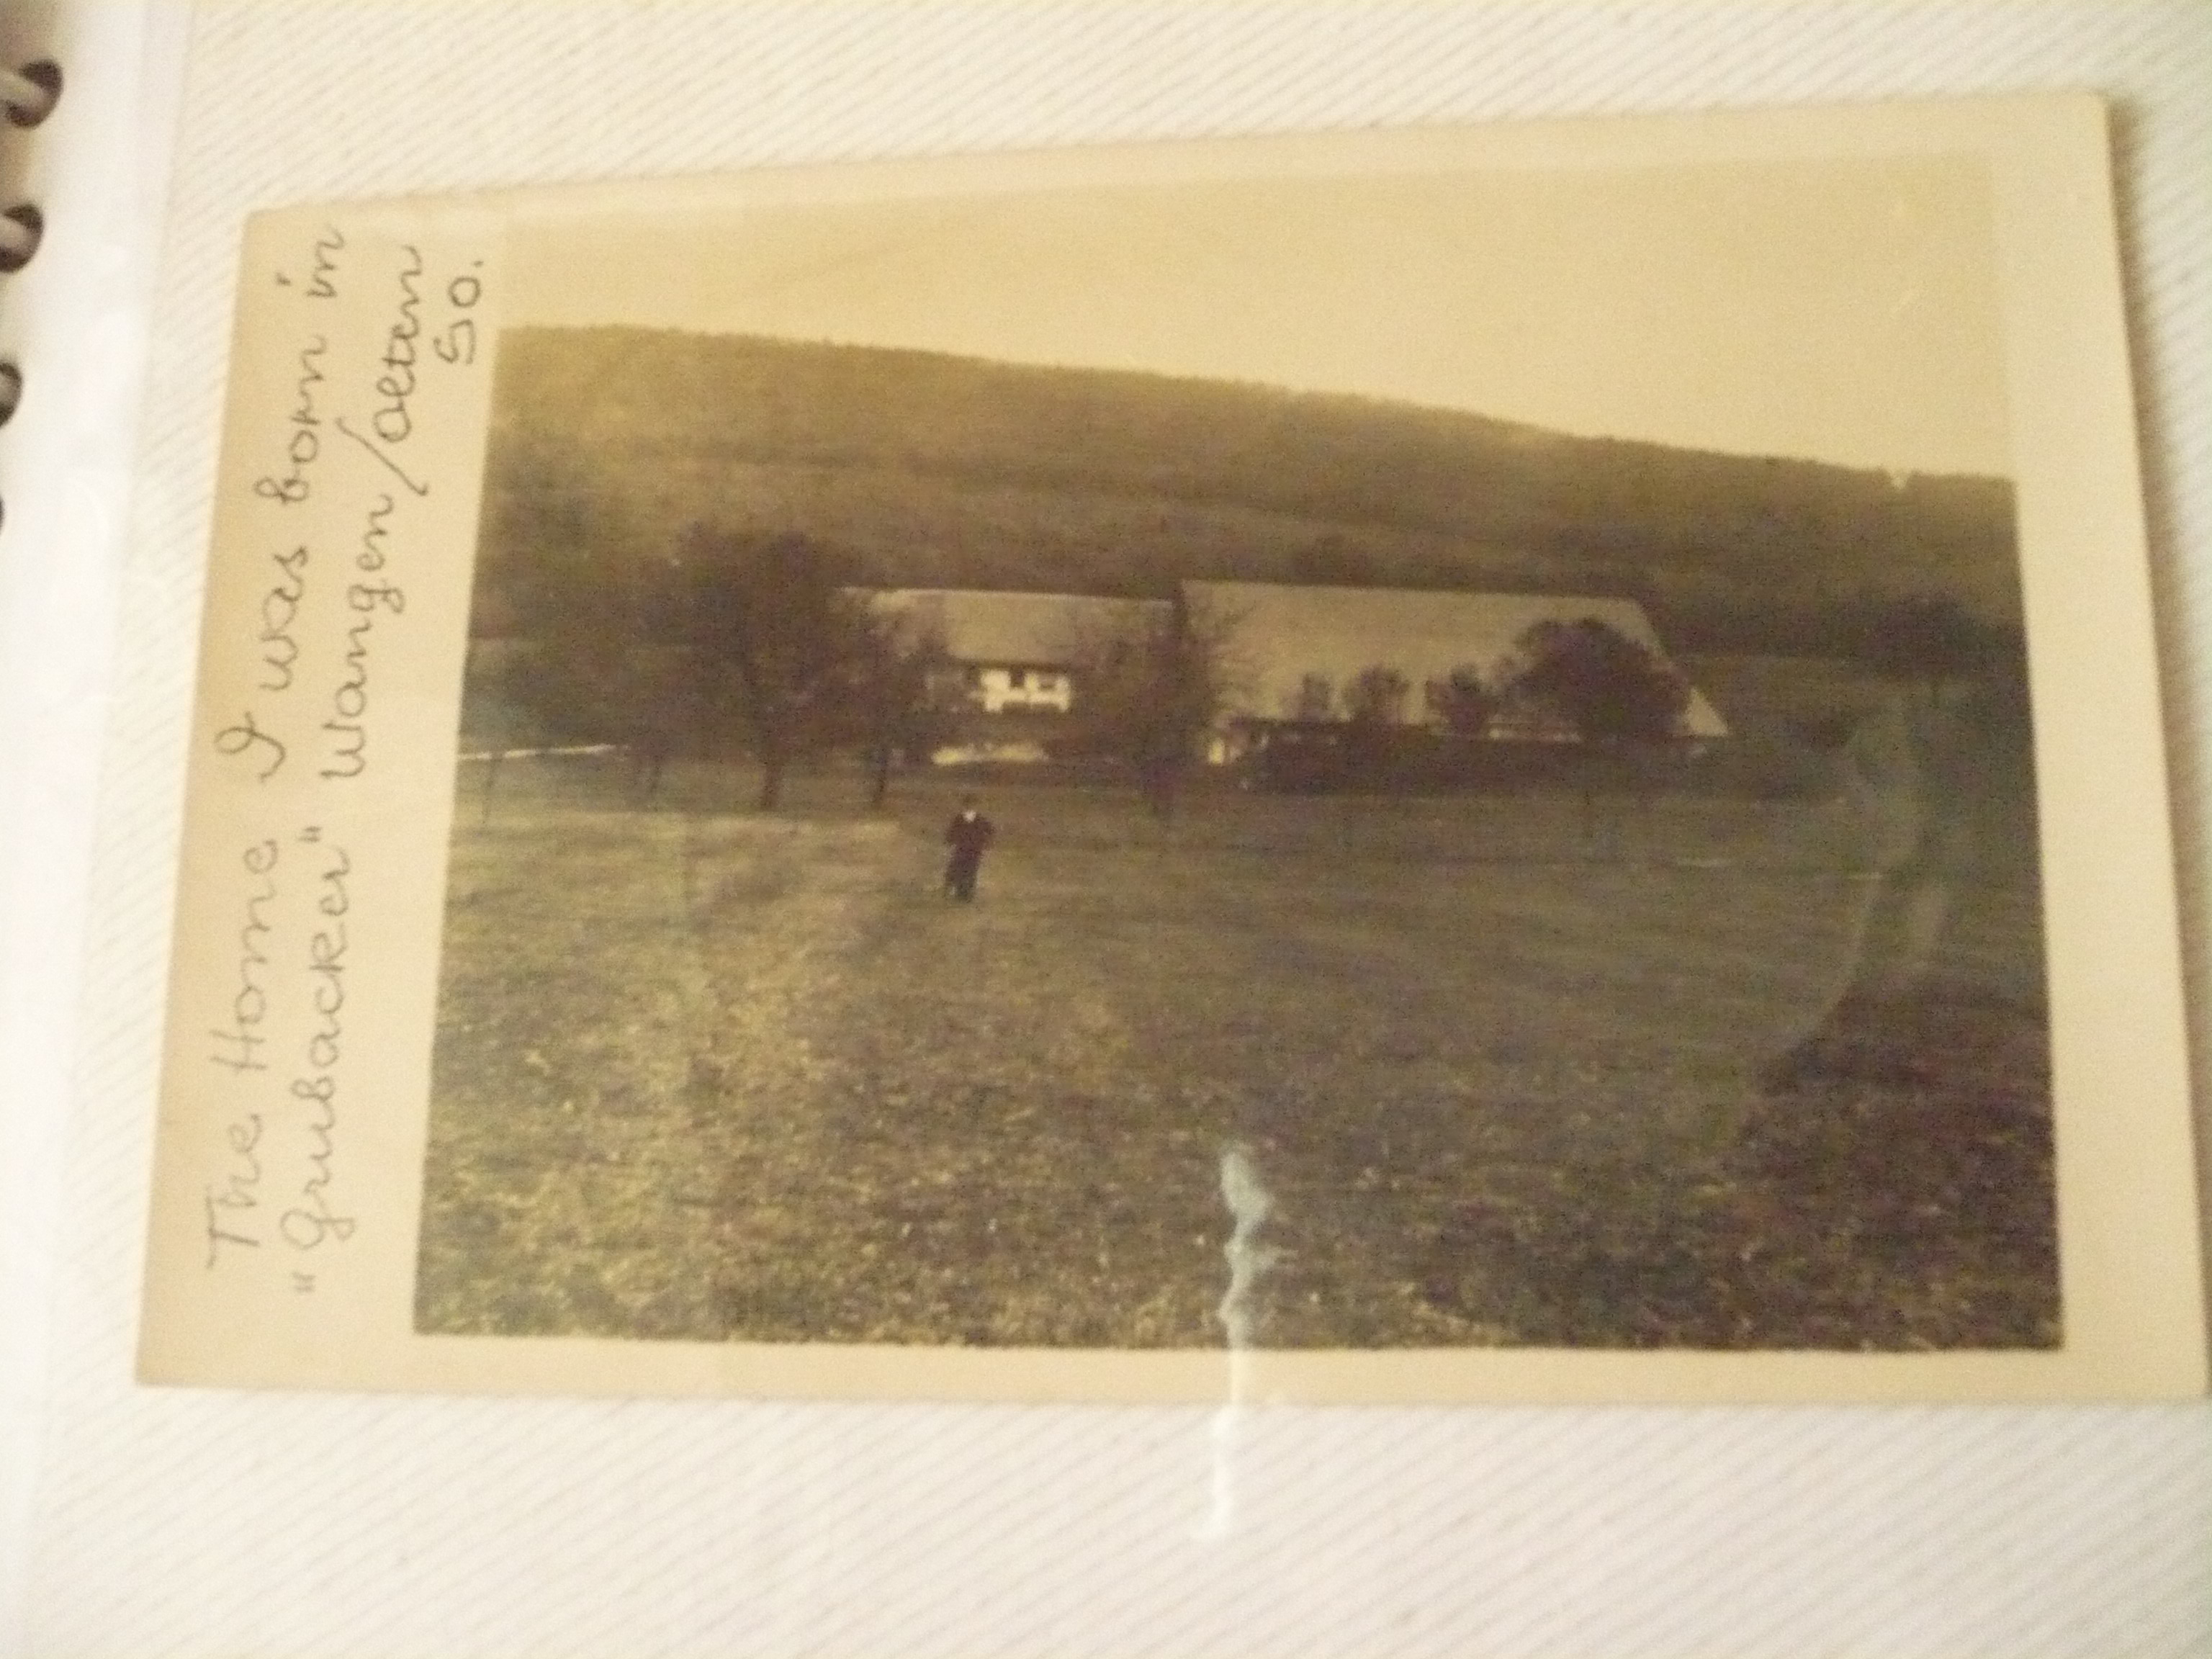 The Home I was born in
"Grubacker" Wangen/Olten
So.